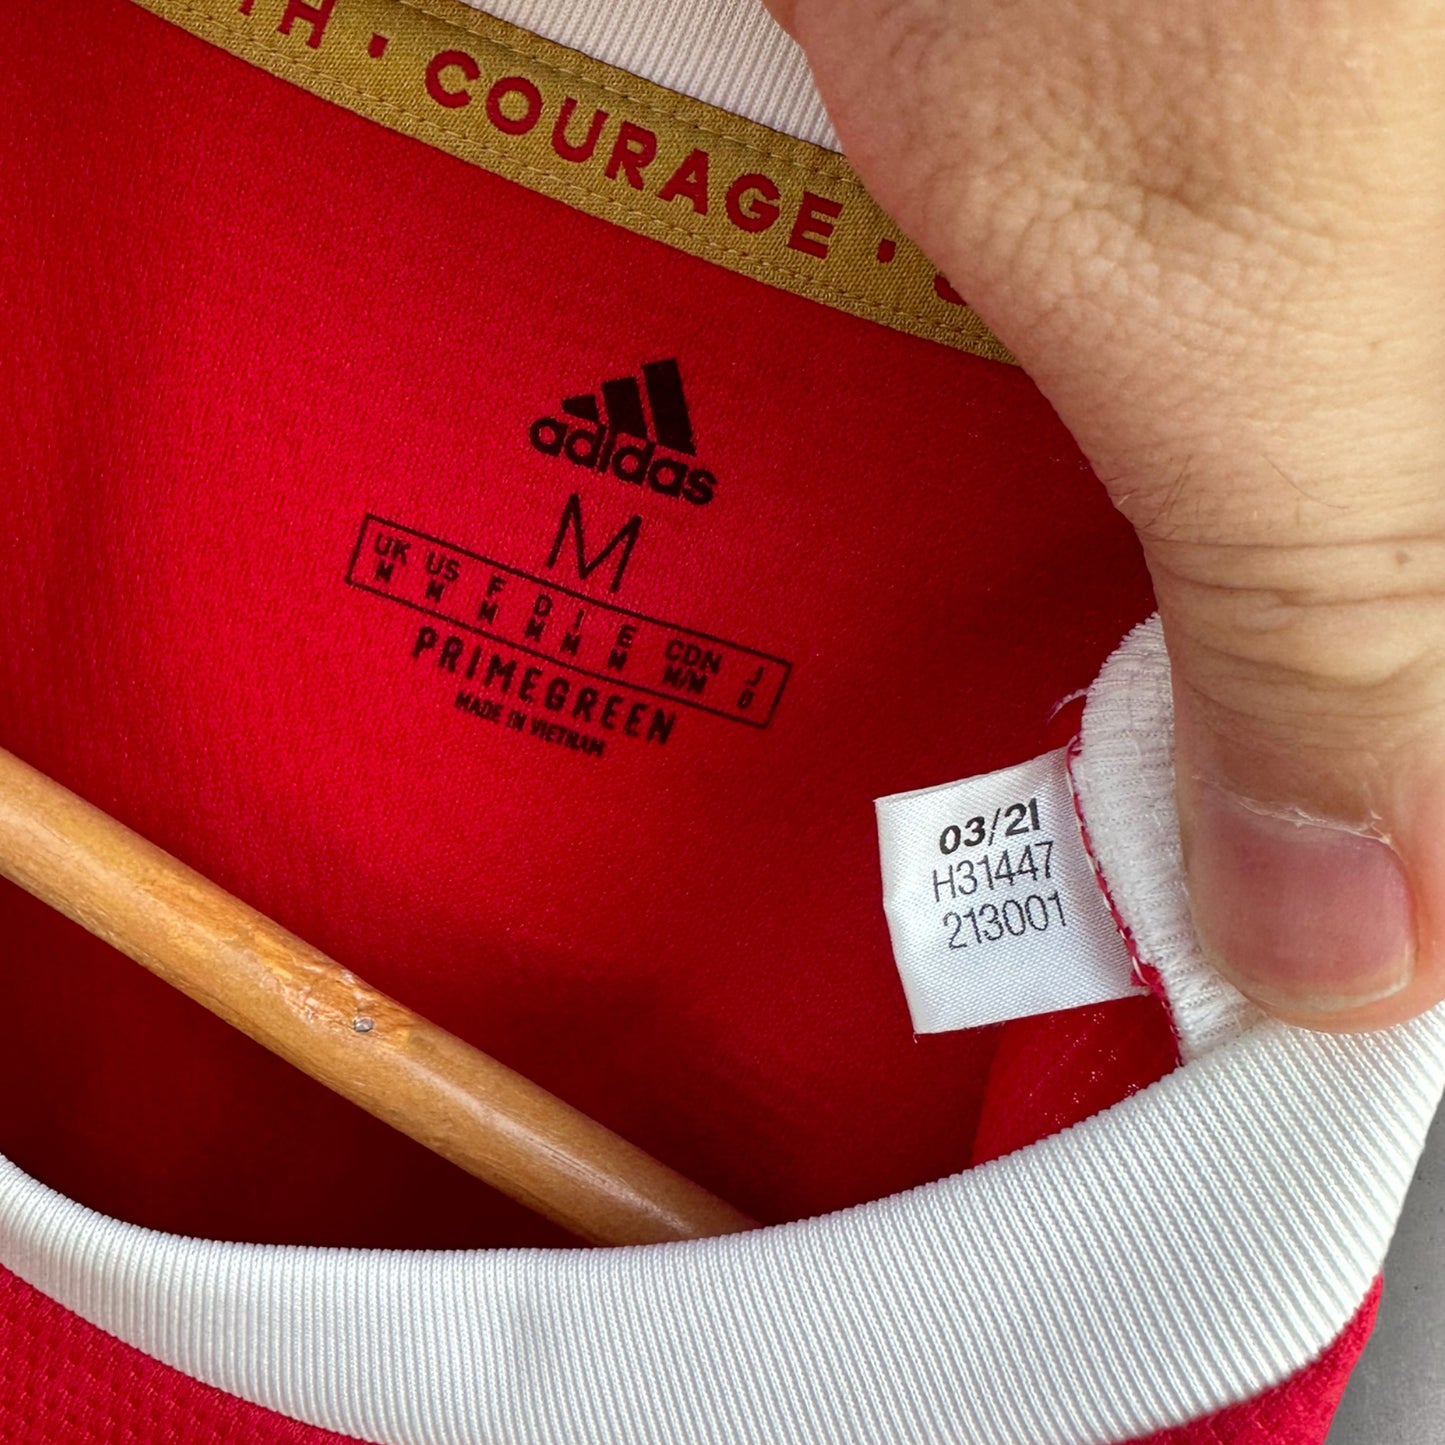 TH · COURAGE ·
adidas
M
UK US F D I E CDN J
M M M M M M M/M O
PRIMEGREEN
MADE IN VIETNAM
03/21
H31447
213001